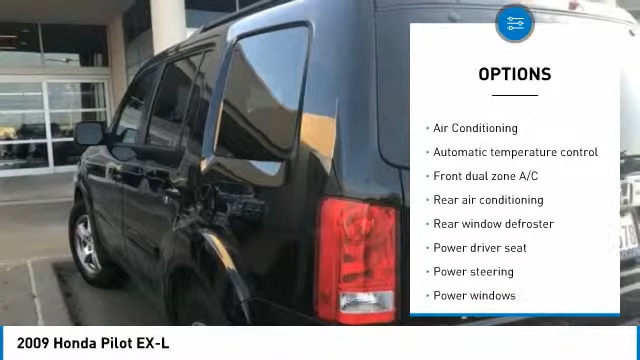 OPTIONS
Air Conditioning
Automatic temperature control
Front dual zone A/C
Rear air conditioning
Rear window defroster
Power driver seat
Power steering
Power windows
2009 Honda Pilot EX-L